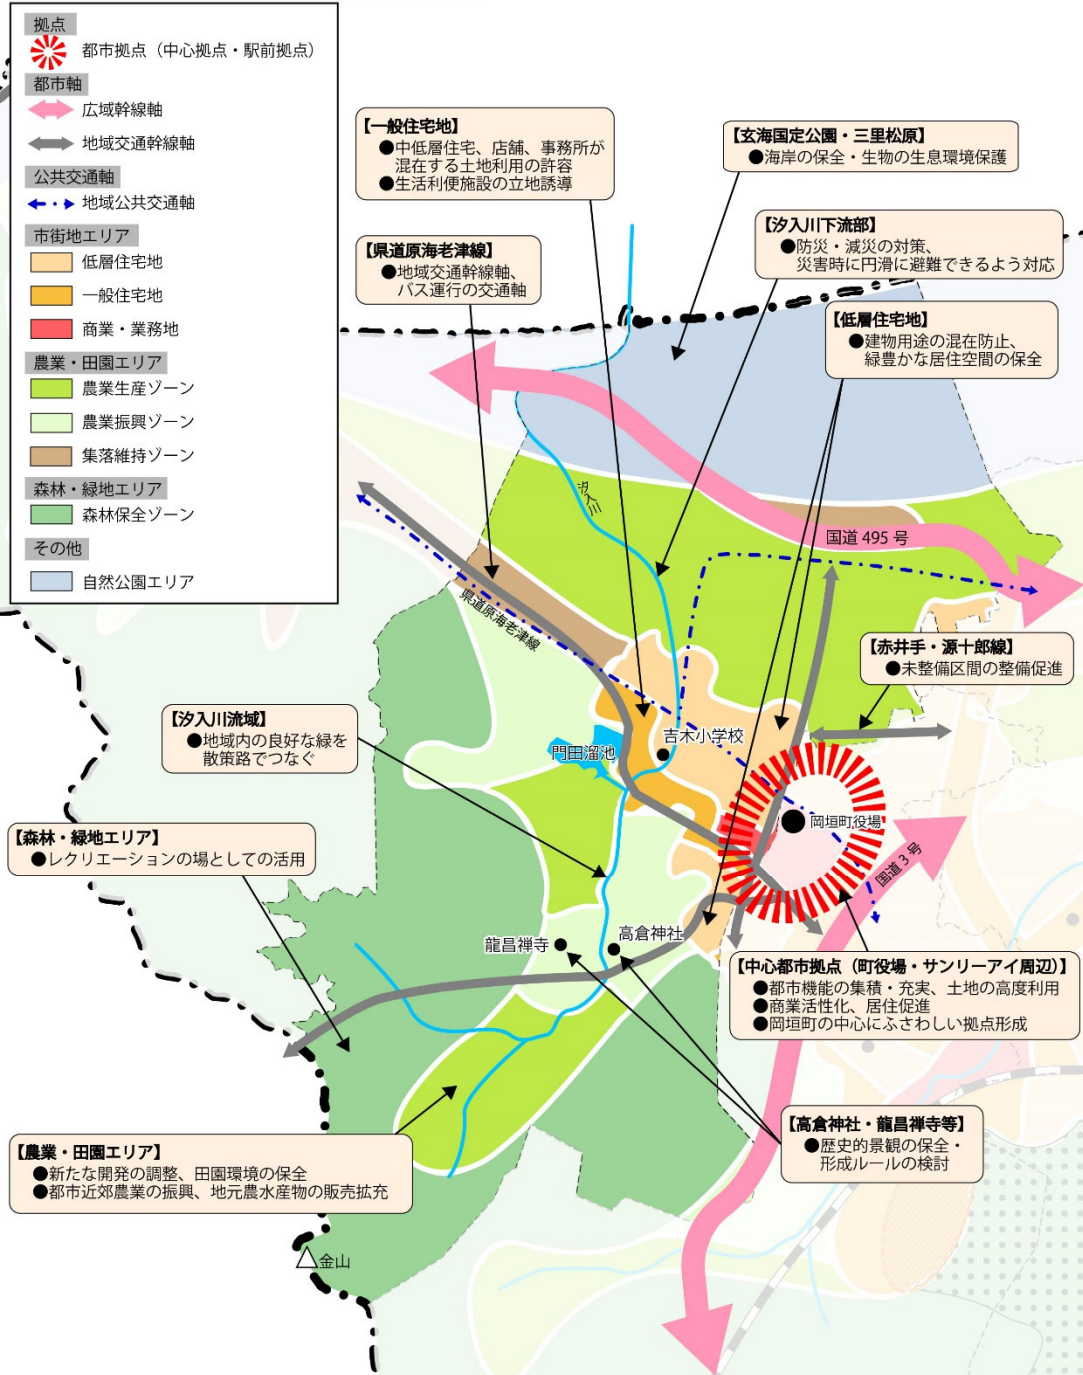 拠点
都市拠点（中心拠点・駅前拠点）
都市軸
広域幹線軸
地域交通幹線軸
公共交通軸
地域公共交通軸
市街地エリア
低層住宅地
一般住宅地
商業・業務地
農業・田園エリア
農業生産ゾーン
農業振興ゾーン
集落維持ゾーン
森林・緑地エリア
森林保全ゾーン
その他
自然公園エリア
【一般住宅地】
●中低層住宅、店舗、事務所が
混在する土地利用の許容
●生活利便施設の立地誘導
【玄海国定公園・三里松原】
●海岸の保全・生物の生息環境保護
【汐入川下流部】
●防災・減災の対策、
災害時に円滑に避難できるよう対応
【県道原海老津線】
●地域交通幹線軸、
バス運行の交通軸
【低層住宅地】
●建物用途の混在防止、
緑豊かな居住空間の保全
汐入川
国道 495 号
県道原海老津線
【赤井手・源十郎線】
●未整備区間の整備促進
【汐入川流域】
●地域内の良好な緑を
散策路でつなぐ
門田溜池
吉木小学校
岡垣町役場
国道 3 号
【森林・緑地エリア】
●レクリエーションの場としての活用
龍昌禅寺
高倉神社
【中心都市拠点（町役場・サンリーアイ周辺）】
●都市機能の集積・充実、土地の高度利用
●商業活性化、居住促進
●岡垣町の中心にふさわしい拠点形成
【高倉神社・龍昌禅寺等】
●歴史的景観の保全・
形成ルールの検討
【農業・田園エリア】
●新たな開発の調整、田園環境の保全
●都市近郊農業の振興、地元農水産物の販売拡充
金山